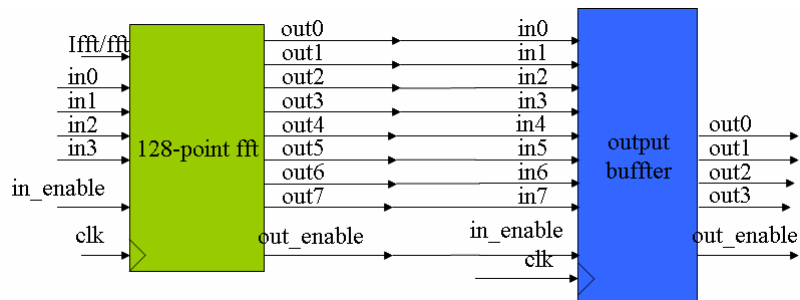 Ifft/fft
in0
in1
in2
in3
in_enable
clk
128-point fft
out0
out1
out2
out3
out4
out5
out6
out7
out_enable
in0
in1
in2
in3
in4
in5
in6
in7
in_enable
clk
output
buffter
out0
out1
out2
out3
out_enable